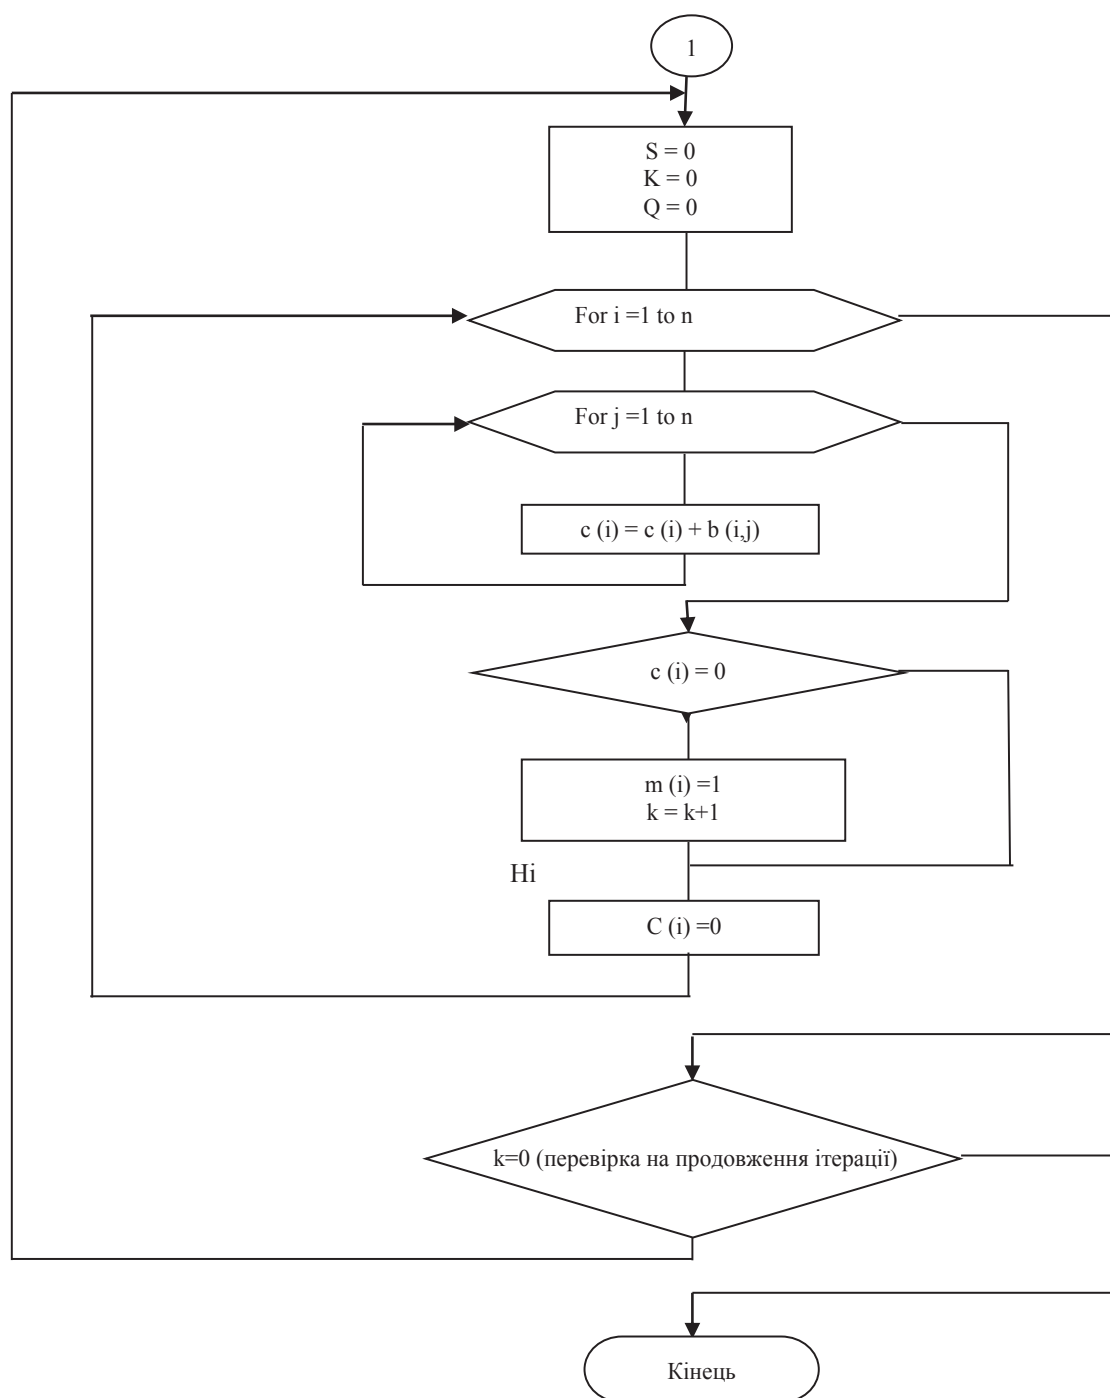 1
S = 0
K = 0
Q = 0
For i =1 to n
For j =1 to n
c (i) = c (i) + b (i,j)
c (i) = 0
m (i) =1
k = k+1
Ні
C (i) =0
k=0 (перевірка на продовження ітерації)
Кінець